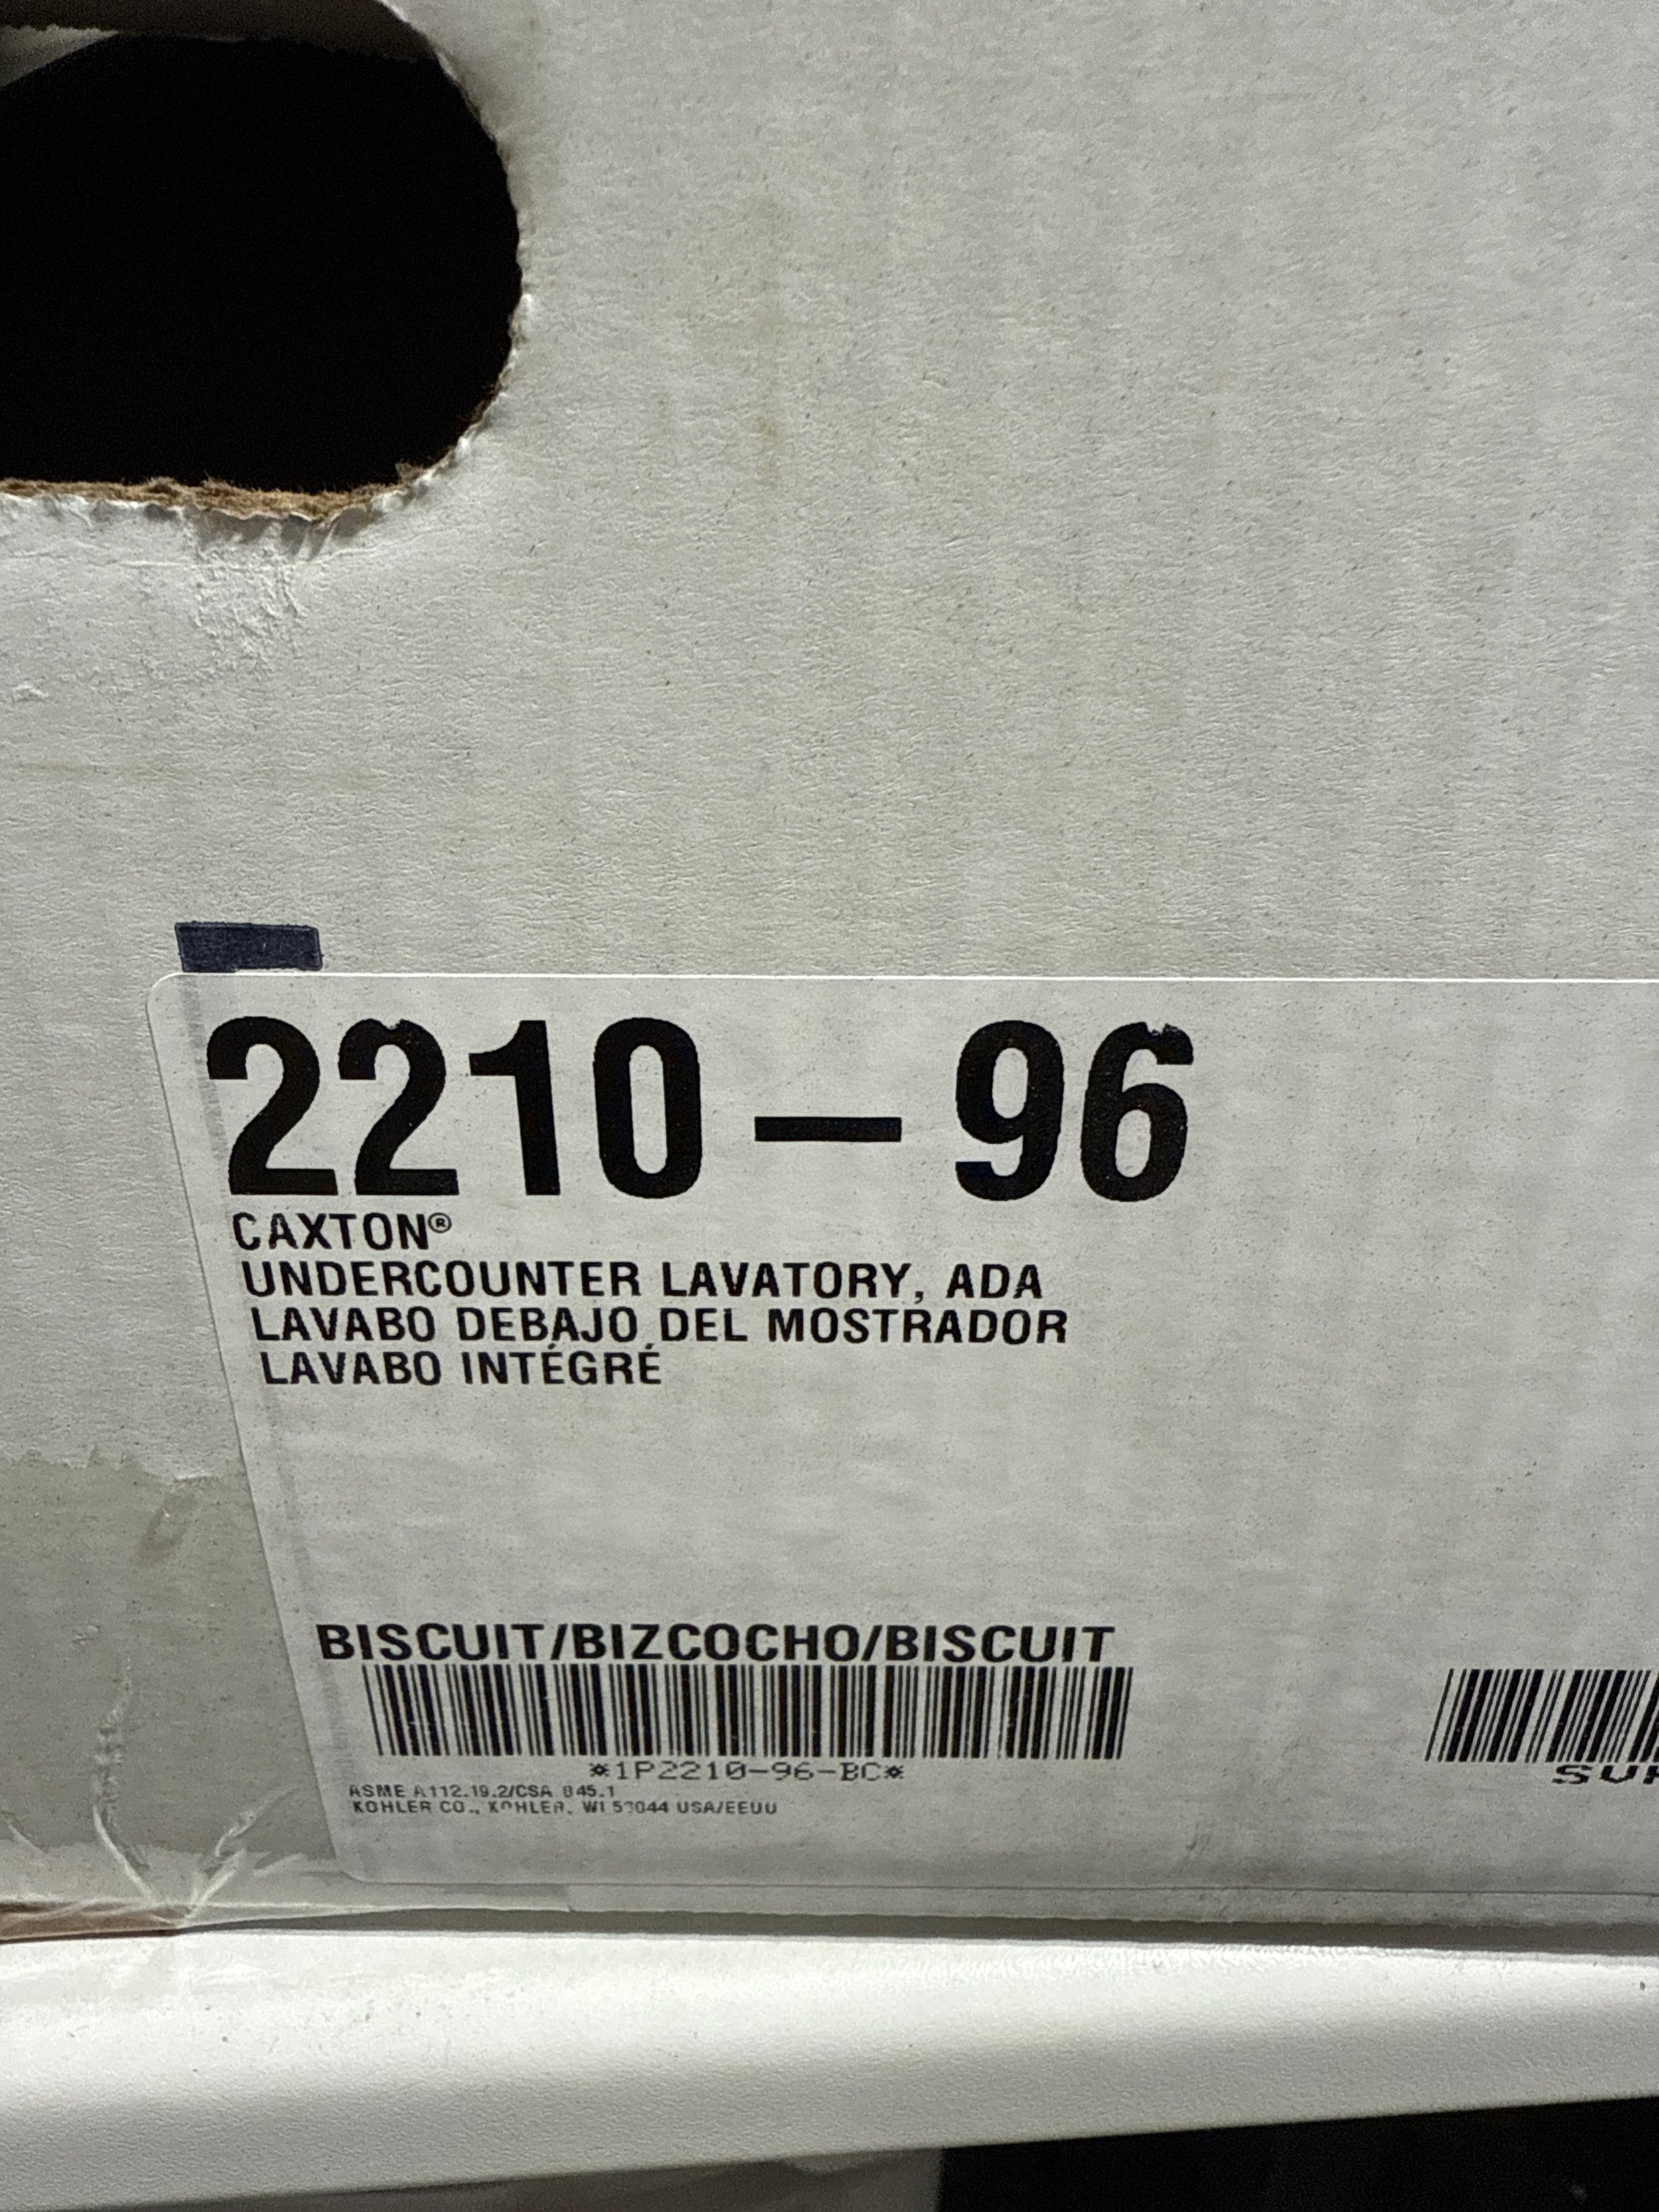 2210-96
CAXTON®
UNDERCOUNTER LAVATORY, ADA
LAVABO DEBAJO DEL MOSTRADOR
LAVABO INTÉGRÉ
BISCUIT/BIZCOCHO/BISCUIT
*1P2210-96-BC*
ASME A112.19.2/CSA B45.1
KOHLER CO., KOHLER, WI 53044 USA/EEUU